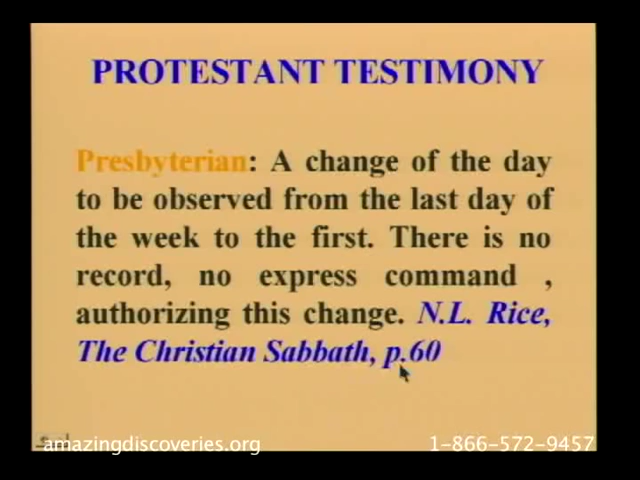 PROTESTANT TESTIMONY
Presbyterian: A change of the day
to be observed from the last day of
the week to the first. There is no
record, no express command ,
authorizing this change. N.L. Rice,
The Christian Sabbath, p.60
amazingdiscoveries.org 1-866-572-9457